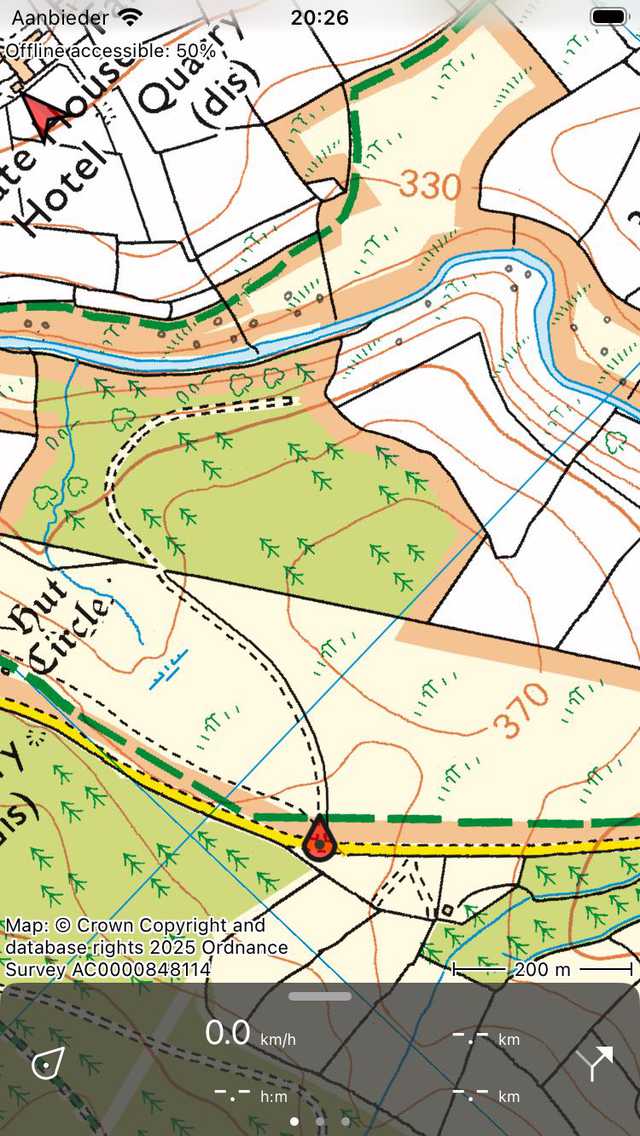 Aanbieder 20:26
Offline accessible: 50%
Quarry
(dis)
House
Hotel
330
Hut
Circle
370
Map: © Crown Copyright and
database rights 2025 Ordnance
Survey AC0000848114
200 m
0.0 km/h
-.- km
-.- h:m
-.- km